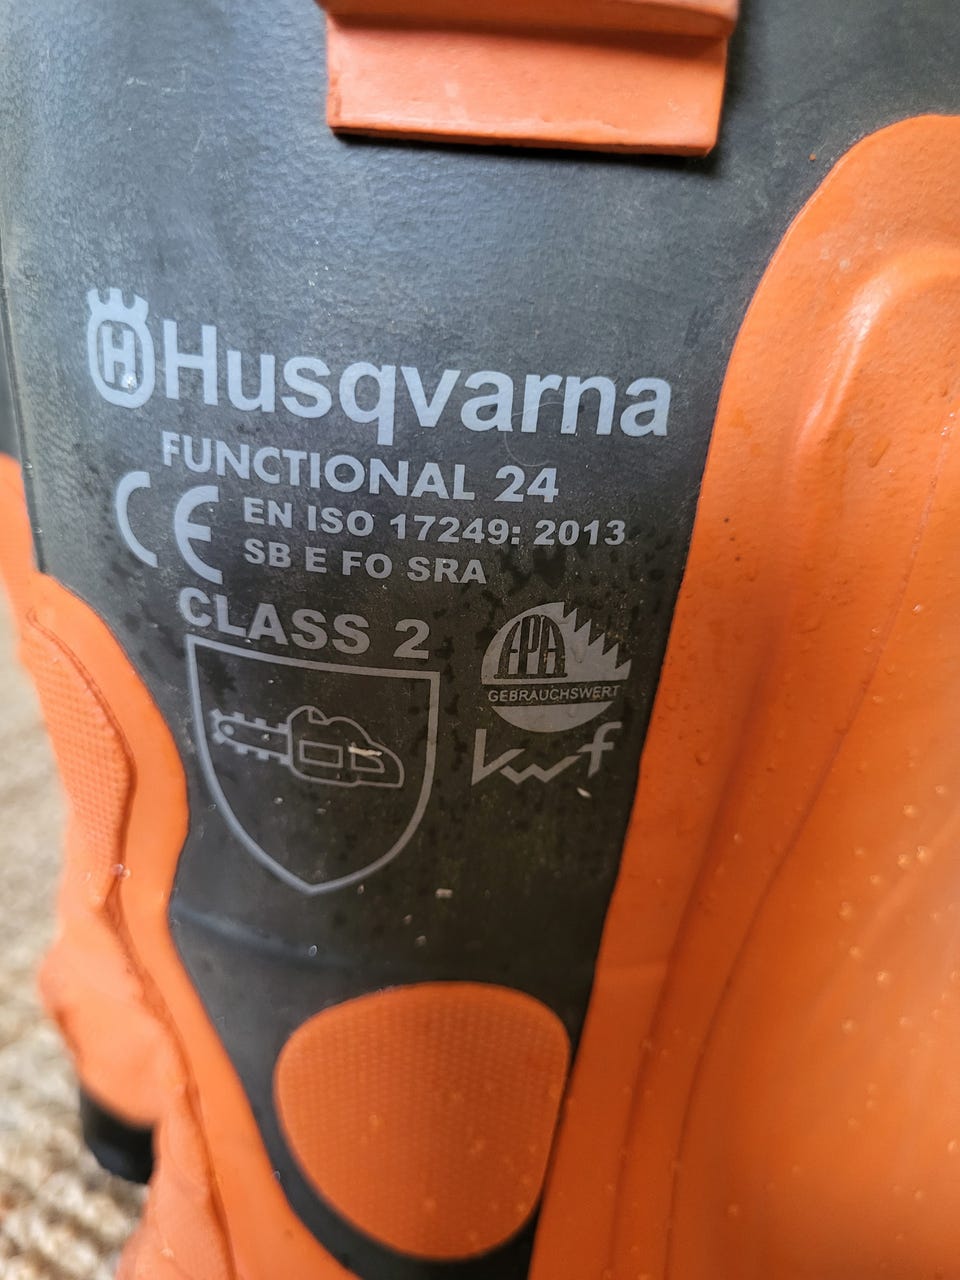 H Husqvarna
FUNCTIONAL 24
CE EN ISO 17249: 2013
SB E FO SRA
CLASS 2
FPA
GEBRAUCHSWERT
kwf